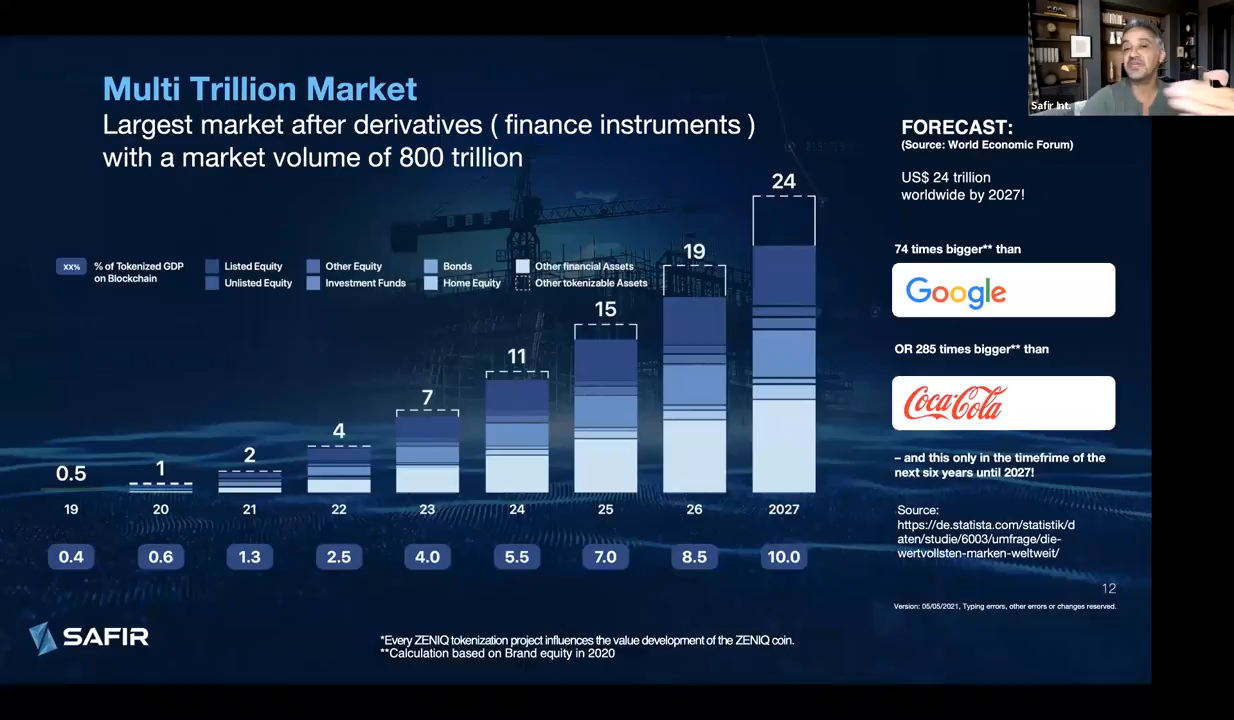 Multi Trillion Market
Largest market after derivatives ( finance instruments )
with a market volume of 800 trillion
Safir Int.
FORECAST:
(Source: World Economic Forum)
US$ 24 trillion
worldwide by 2027!
74 times bigger** than
Google
OR 285 times bigger** than
Coca-Cola
– and this only in the timefrime of the
next six years until 2027!
Source:
https://de.statista.com/statistik/d
aten/studie/6003/umfrage/die-
wertvollsten-marken-weltweit/
12
Version: 05/05/2021, Typing errors, other errors or changes reserved.
xx% % of Tokenized GDP
on Blockchain
Listed Equity Other Equity Bonds Other financial Assets
Unlisted Equity Investment Funds Home Equity Other tokenizable Assets
0.5 1 2 4 7 11 15 19 24
19 20 21 22 23 24 25 26 2027
0.4 0.6 1.3 2.5 4.0 5.5 7.0 8.5 10.0
SAFIR
*Every ZENIQ tokenization project influences the value development of the ZENIQ coin.
**Calculation based on Brand equity in 2020